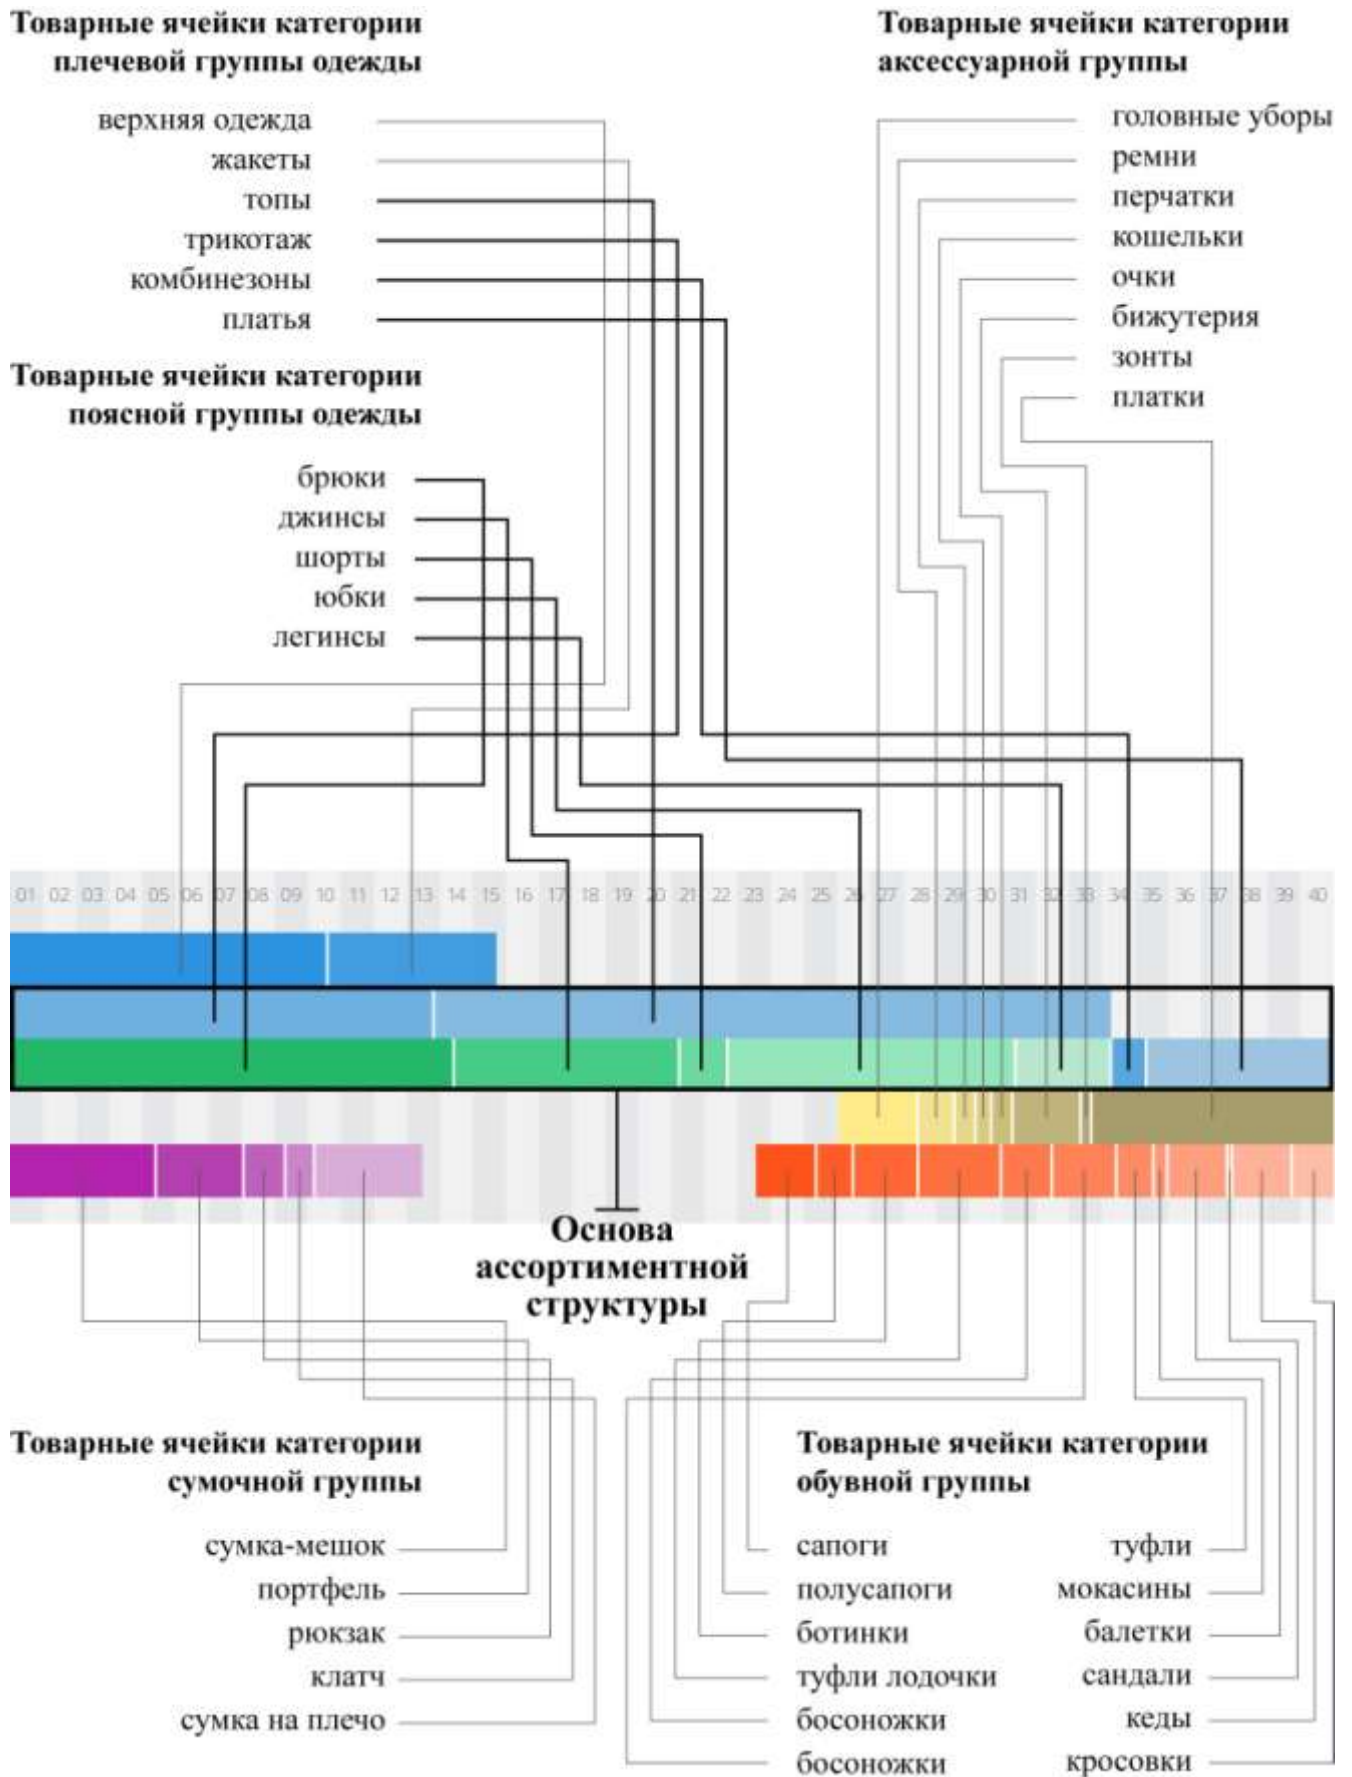 Товарные ячейки категории
плечевой группы одежды
верхняя одежда
жакеты
топы
трикотаж
комбинезоны
платья
Товарные ячейки категории
аксессуарной группы
головные уборы
ремни
перчатки
кошельки
очки
бижутерия
зонты
платки
Товарные ячейки категории
поясной группы одежды
брюки
джинсы
шорты
юбки
легинсы
01 02 03 04 05 06 07 08 09 10 11 12 13 14 15 16 17 18 19 20 21 22 23 24 25 26 27 28 29 30 31 32 33 34 35 36 37 38 39 40
Основа
ассортиментной
структуры
Товарные ячейки категории
сумочной группы
сумка-мешок
портфель
рюкзак
клатч
сумка на плечо
Товарные ячейки категории
обувной группы
сапоги
полусапоги
ботинки
туфли лодочки
босоножки
босоножки
туфли
мокасины
балетки
сандали
кеды
кросовки